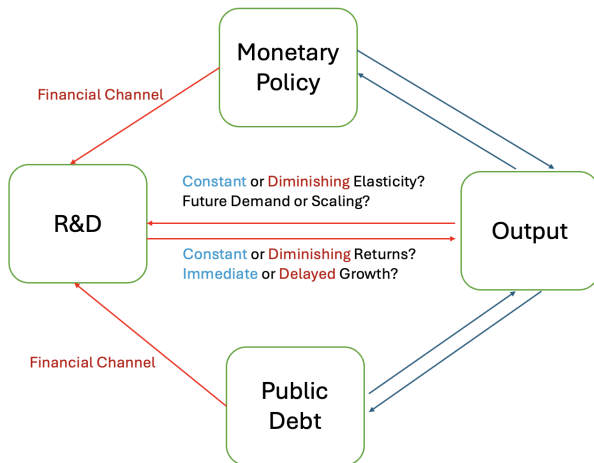 Monetary
Policy
Financial Channel
Constant or Diminishing Elasticity?
Future Demand or Scaling?
R&D
Output
Constant or Diminishing Returns?
Immediate or Delayed Growth?
Financial Channel
Public
Debt